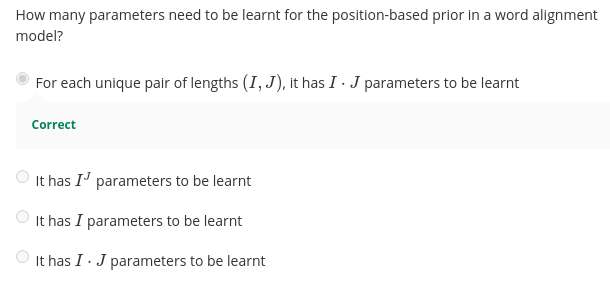 How many parameters need to be learnt for the position-based prior in a word alignment
model?
For each unique pair of lengths (I, J), it has I · J parameters to be learnt
Correct
It has I^J parameters to be learnt
It has I parameters to be learnt
It has I · J parameters to be learnt